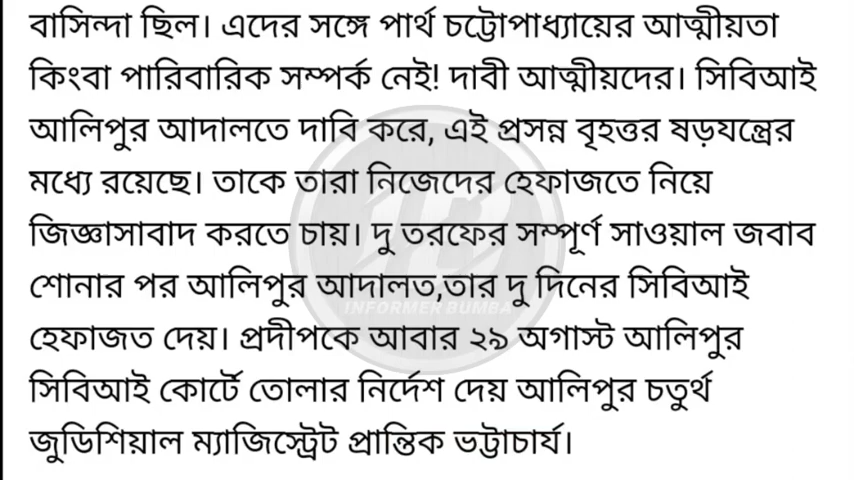 বাসিন্দা ছিল। এদের সঙ্গে পার্থ চট্টোপাধ্যায়ের আত্মীয়তা
কিংবা পারিবারিক সম্পর্ক নেই! দাবী আত্মীয়দের। সিবিআই
আলিপুর আদালতে দাবি করে, এই প্রসন্ন বৃহত্তর ষড়যন্ত্রের
মধ্যে রয়েছে। তাকে তারা নিজেদের হেফাজতে নিয়ে
জিজ্ঞাসাবাদ করতে চায়। দু তরফের সম্পূর্ণ সাওয়াল জবাব
শোনার পর আলিপুর আদালত,তার দু দিনের সিবিআই
INFORMER BUMBA
হেফাজত দেয়। প্রদীপকে আবার ২৯ অগাস্ট আলিপুর
সিবিআই কোর্টে তোলার নির্দেশ দেয় আলিপুর চতুর্থ
জুডিশিয়াল ম্যাজিস্ট্রেট প্রান্তিক ভট্টাচার্য।